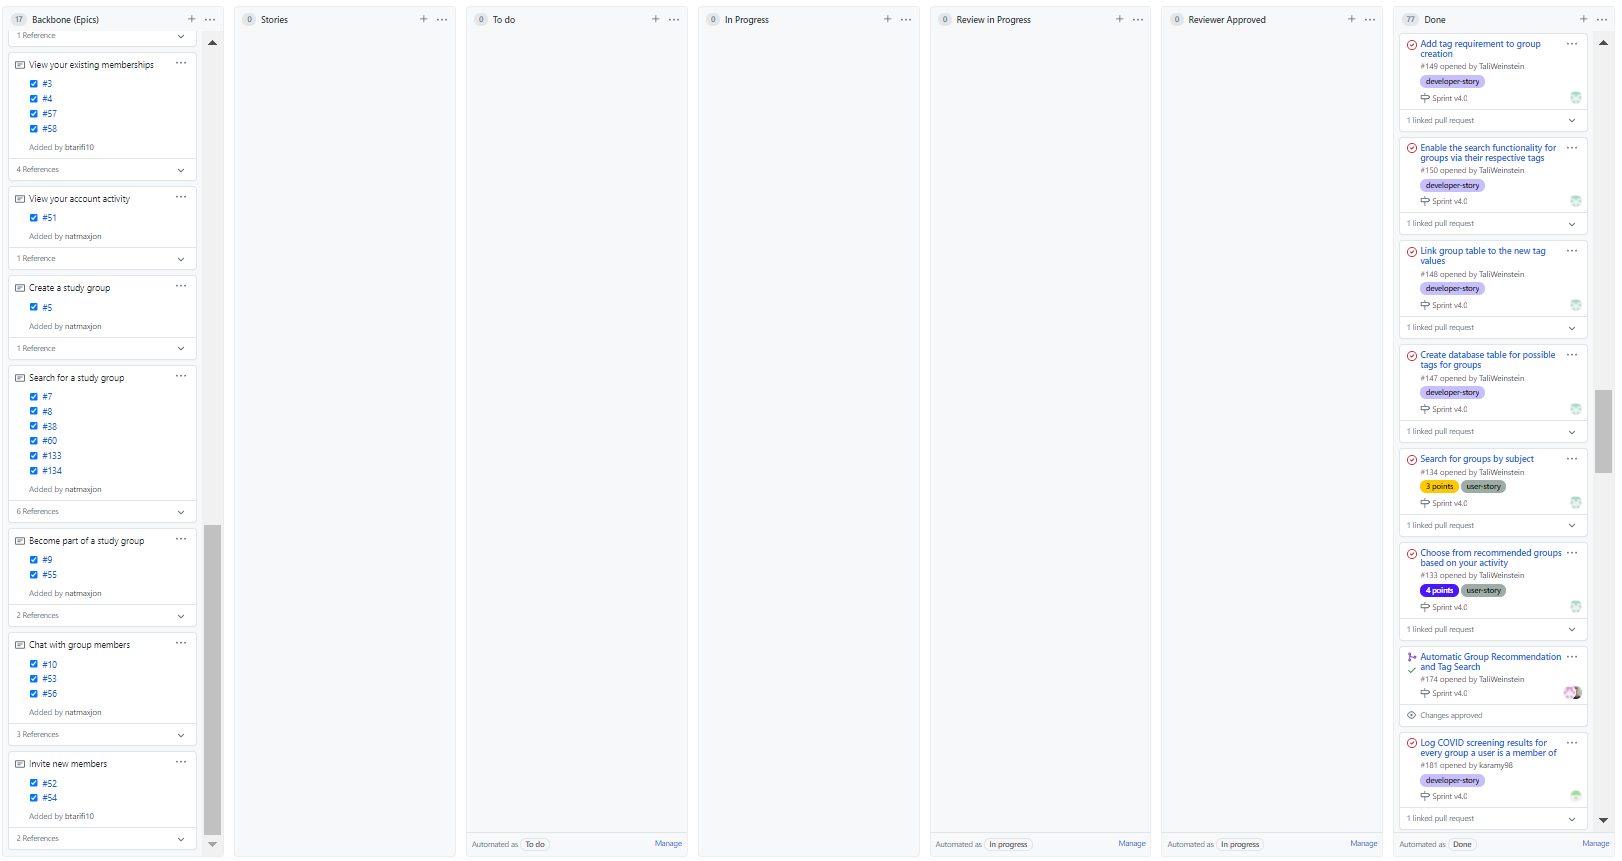 17 Backbone (Epics)
1 Reference
View your existing memberships
#3
#4
#57
#58
Added by btarifi10
4 References
View your account activity
#51
Added by natmaxjon
1 Reference
Create a study group
#5
Added by natmaxjon
1 Reference
Search for a study group
#7
#8
#38
#60
#133
#134
Added by natmaxjon
6 References
Become part of a study group
#9
#55
Added by natmaxjon
2 References
Chat with group members
#10
#53
#56
Added by natmaxjon
3 References
Invite new members
#52
#54
Added by btarifi10
2 References
0 Stories
0 To do
Automated as To do Manage
0 In Progress
0 Review in Progress
Automated as In progress Manage
0 Reviewer Approved
Automated as In progress Manage
77 Done
Add tag requirement to group
creation
#149 opened by TaliWeinstein
developer-story
Sprint v4.0
1 linked pull request
Enable the search functionality for
groups via their respective tags
#150 opened by TaliWeinstein
developer-story
Sprint v4.0
1 linked pull request
Link group table to the new tag
values
#148 opened by TaliWeinstein
developer-story
Sprint v4.0
1 linked pull request
Create database table for possible
tags for groups
#147 opened by TaliWeinstein
developer-story
Sprint v4.0
1 linked pull request
Search for groups by subject
#134 opened by TaliWeinstein
3 points user-story
Sprint v4.0
1 linked pull request
Choose from recommended groups
based on your activity
#133 opened by TaliWeinstein
4 points user-story
Sprint v4.0
1 linked pull request
Automatic Group Recommendation
and Tag Search
#174 opened by TaliWeinstein
Sprint v4.0
Changes approved
Log COVID screening results for
every group a user is a member of
#181 opened by karamy98
developer-story
Sprint v4.0
1 linked pull request
Automated as Done Manage